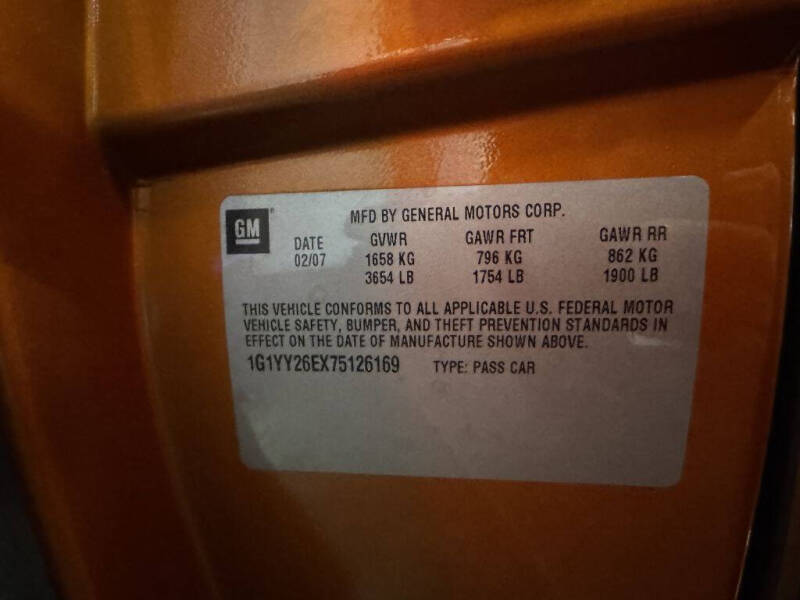 GM
MFD BY GENERAL MOTORS CORP.
DATE GVWR GAWR FRT GAWR RR
02/07 1658 KG 796 KG 862 KG
3654 LB 1754 LB 1900 LB
THIS VEHICLE CONFORMS TO ALL APPLICABLE U.S. FEDERAL MOTOR
VEHICLE SAFETY, BUMPER, AND THEFT PREVENTION STANDARDS IN
EFFECT ON THE DATE OF MANUFACTURE SHOWN ABOVE.
1G1YY26EX75126169 TYPE: PASS CAR